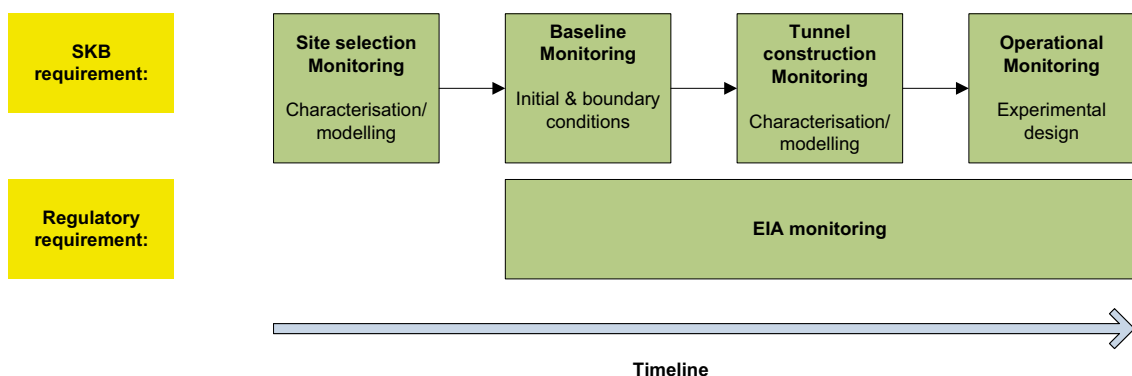 SKB
requirement:
Site selection
Monitoring
Characterisation/
modelling
Baseline
Monitoring
Initial & boundary
conditions
Tunnel
construction
Monitoring
Characterisation/
modelling
Operational
Monitoring
Experimental
design
Regulatory
requirement:
EIA monitoring
Timeline